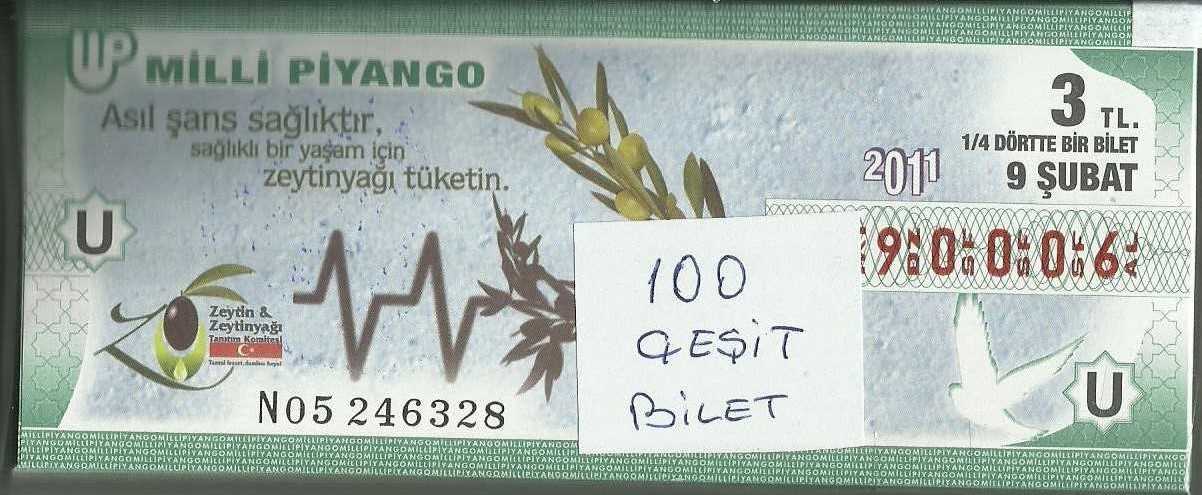 MİLLİ PİYANGO
Asıl şans sağlıktır,
sağlıklı bir yaşam için
zeytinyağı tüketin.
3 TL.
1/4 DÖRTTE BİR BİLET
2011
9 ŞUBAT
U
90006
Zeytin &
Zeytinyağı
Tanıtım Komitesi
N05 246328
100
ÇEŞİT
BİLET
U